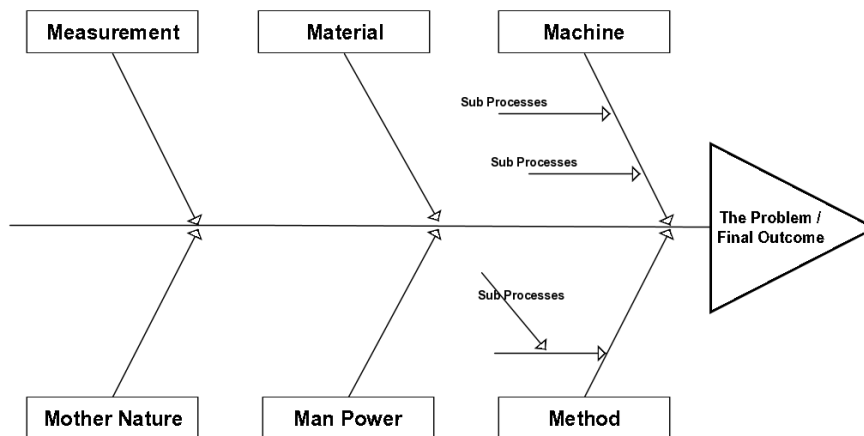 Measurement
Material
Machine
Sub Processes
Sub Processes
The Problem /
Final Outcome
Sub Processes
Mother Nature
Man Power
Method